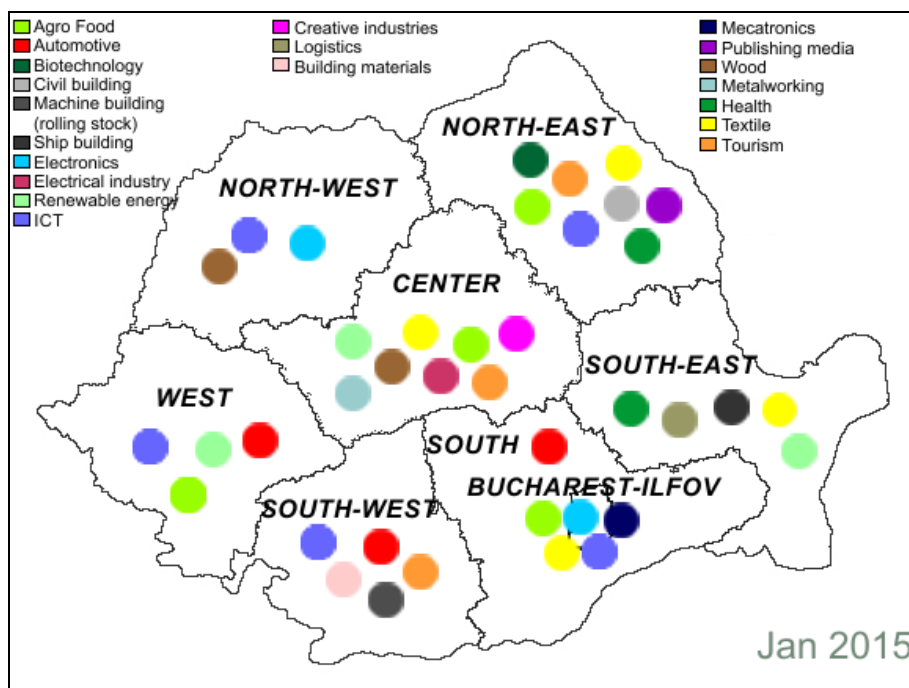 Agro Food
Automotive
Biotechnology
Civil building
Machine building
(rolling stock)
Ship building
Electronics
Electrical industry
Renewable energy
ICT
Creative industries
Logistics
Building materials
Mecatronics
Publishing media
Wood
Metalworking
Health
Textile
Tourism
NORTH-EAST
NORTH-WEST
CENTER
SOUTH-EAST
WEST
SOUTH
BUCHAREST-ILFOV
SOUTH-WEST
Jan 2015